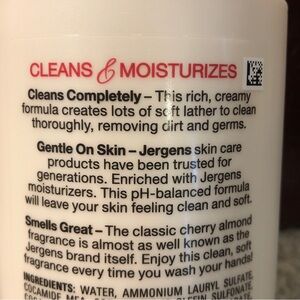 CLEANS & MOISTURIZES
Cleans Completely – This rich, creamy
formula creates lots of soft lather to clean
thoroughly, removing dirt and germs.
Gentle On Skin – Jergens skin care
products have been trusted for
generations. Enriched with Jergens
moisturizers. This pH-balanced formula
will leave your skin feeling clean and soft.
Smells Great – The classic cherry almond
fragrance is almost as well known as the
Jergens brand itself. Enjoy this clean, soft
fragrance every time you wash your hands!
INGREDIENTS: WATER, AMMONIUM LAURYL SULFATE,
COCAMIDE MEA,